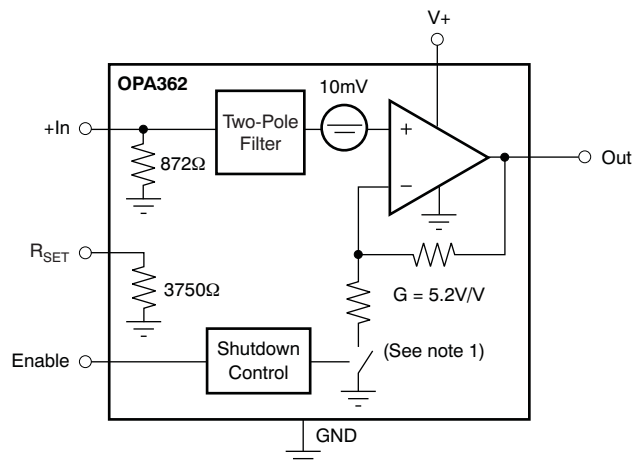 V+
OPA362
10mV
+In
Two-Pole
Filter
+
Out
872Ω
−
RSET
3750Ω
G = 5.2V/V
Enable
Shutdown
Control
(See note 1)
GND